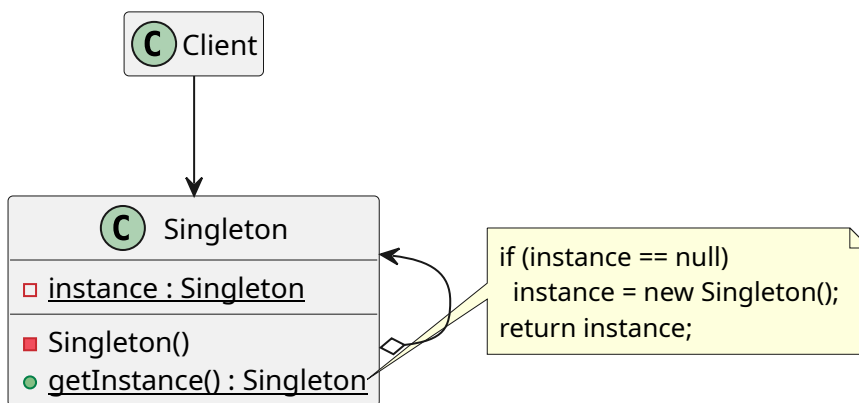 C Client
C Singleton
instance : Singleton
Singleton()
getInstance() : Singleton
if (instance == null)
  instance = new Singleton();
return instance;